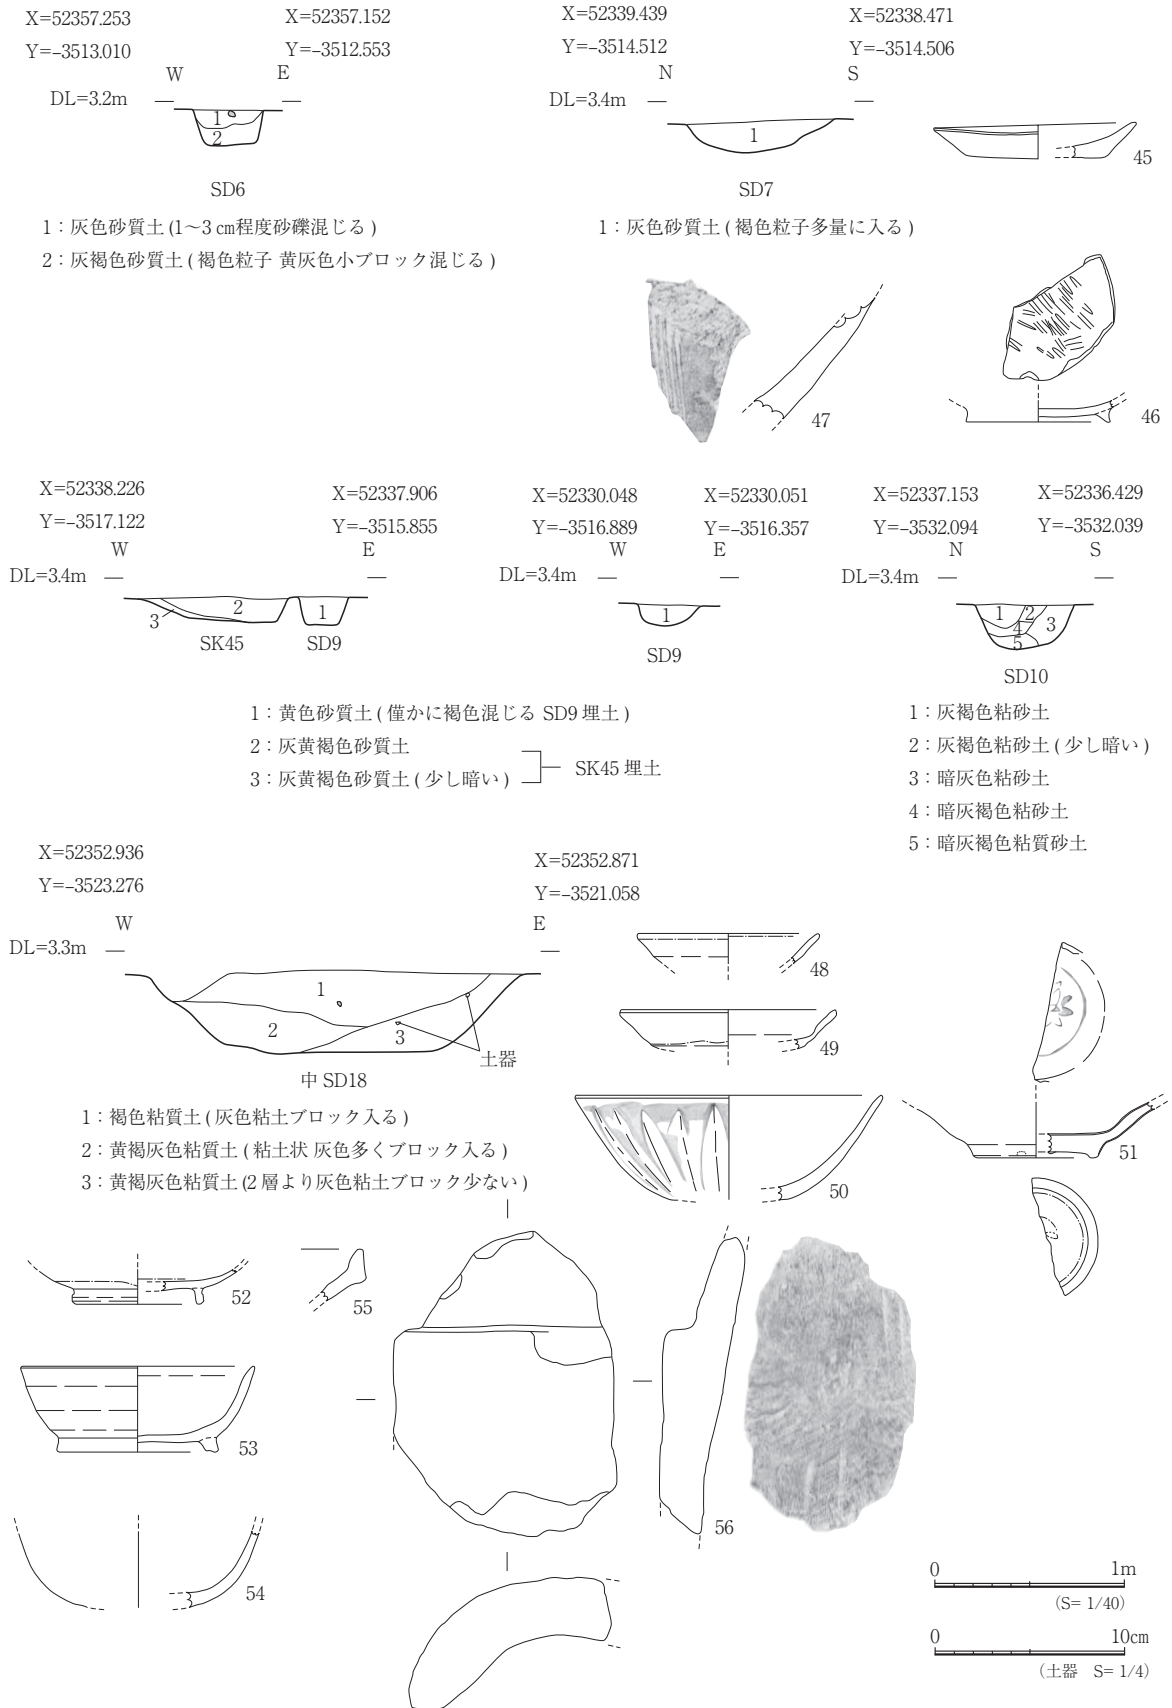 X=52357.253
Y=–3513.010
X=52357.152
Y=–3512.553
W
E
DL=3.2m
1
2
SD6
1：灰色砂質土 (1～3 ㎝程度砂礫混じる )
2：灰褐色砂質土 ( 褐色粒子 黄灰色小ブロック混じる )
X=52339.439
Y=–3514.512
X=52338.471
Y=–3514.506
N
S
DL=3.4m
1
SD7
1：灰色砂質土 ( 褐色粒子多量に入る )
45
47
46
X=52338.226
Y=–3517.122
X=52337.906
Y=–3515.855
W
E
DL=3.4m
2
3
1
SK45
SD9
X=52330.048
Y=–3516.889
X=52330.051
Y=–3516.357
W
E
DL=3.4m
1
SD9
1：黄色砂質土 ( 僅かに褐色混じる SD9 埋土 )
2：灰黄褐色砂質土
3：灰黄褐色砂質土 ( 少し暗い )
SK45 埋土
X=52337.153
Y=–3532.094
X=52336.429
Y=–3532.039
N
S
DL=3.4m
1
2
3
4
5
SD10
1：灰褐色粘砂土
2：灰褐色粘砂土 ( 少し暗い )
3：暗灰色粘砂土
4：暗灰褐色粘砂土
5：暗灰褐色粘質砂土
X=52352.936
Y=–3523.276
X=52352.871
Y=–3521.058
W
E
DL=3.3m
1
2
3
土器
中 SD18
1：褐色粘質土 ( 灰色粘土ブロック入る )
2：黄褐灰色粘質土 ( 粘土状 灰色多くブロック入る )
3：黄褐灰色粘質土 (2 層より灰色粘土ブロック少ない )
48
49
50
51
52
55
53
54
56
0
1m
（S= 1/40）
0
10㎝
（土器　S= 1/4）